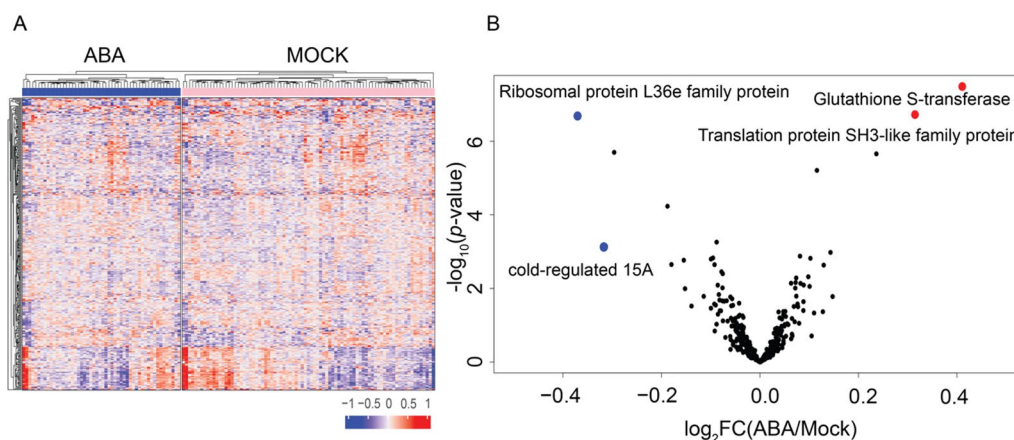 A
ABA
MOCK
−1 −0.5 0 0.5 1
B
Ribosomal protein L36e family protein
Glutathione S-transferase
Translation protein SH3-like family protein
cold-regulated 15A
-log10(p-value)
6
4
2
0
−0.4 −0.2 0.0 0.2 0.4
log2FC(ABA/Mock)